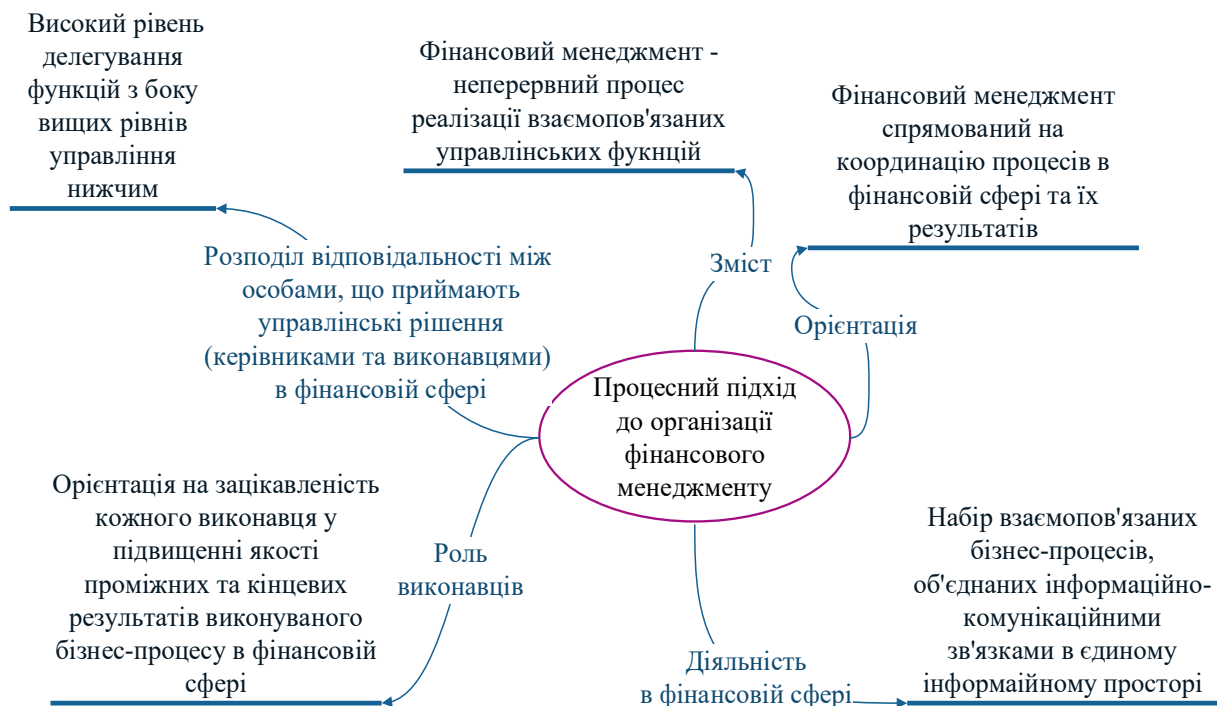 Високий рівень
делегування
функцій з боку
вищих рівнів
управління
нижчим
Фінансовий менеджмент -
неперервний процес
реалізації взаємопов'язаних
управлінських фукнцій
Фінансовий менеджмент
спрямований на
координацію процесів в
фінансовій сфері та їх
результатів
Розподіл відповідальності між
особами, що приймають
управлінські рішення
(керівниками та виконавцями)
в фінансовій сфері
Зміст
Орієнтація
Процесний підхід
до організації
фінансового
менеджменту
Орієнтація на зацікавленість
кожного виконавця у
підвищенні якості
проміжних та кінцевих
результатів виконуваного
бізнес-процесу в фінансовій
сфері
Роль
виконавців
Діяльність
в фінансовій сфері
Набір взаємопов'язаних
бізнес-процесів,
об'єднаних інформаційно-
комунікаційними
зв'язками в єдиному
інформаійному просторі